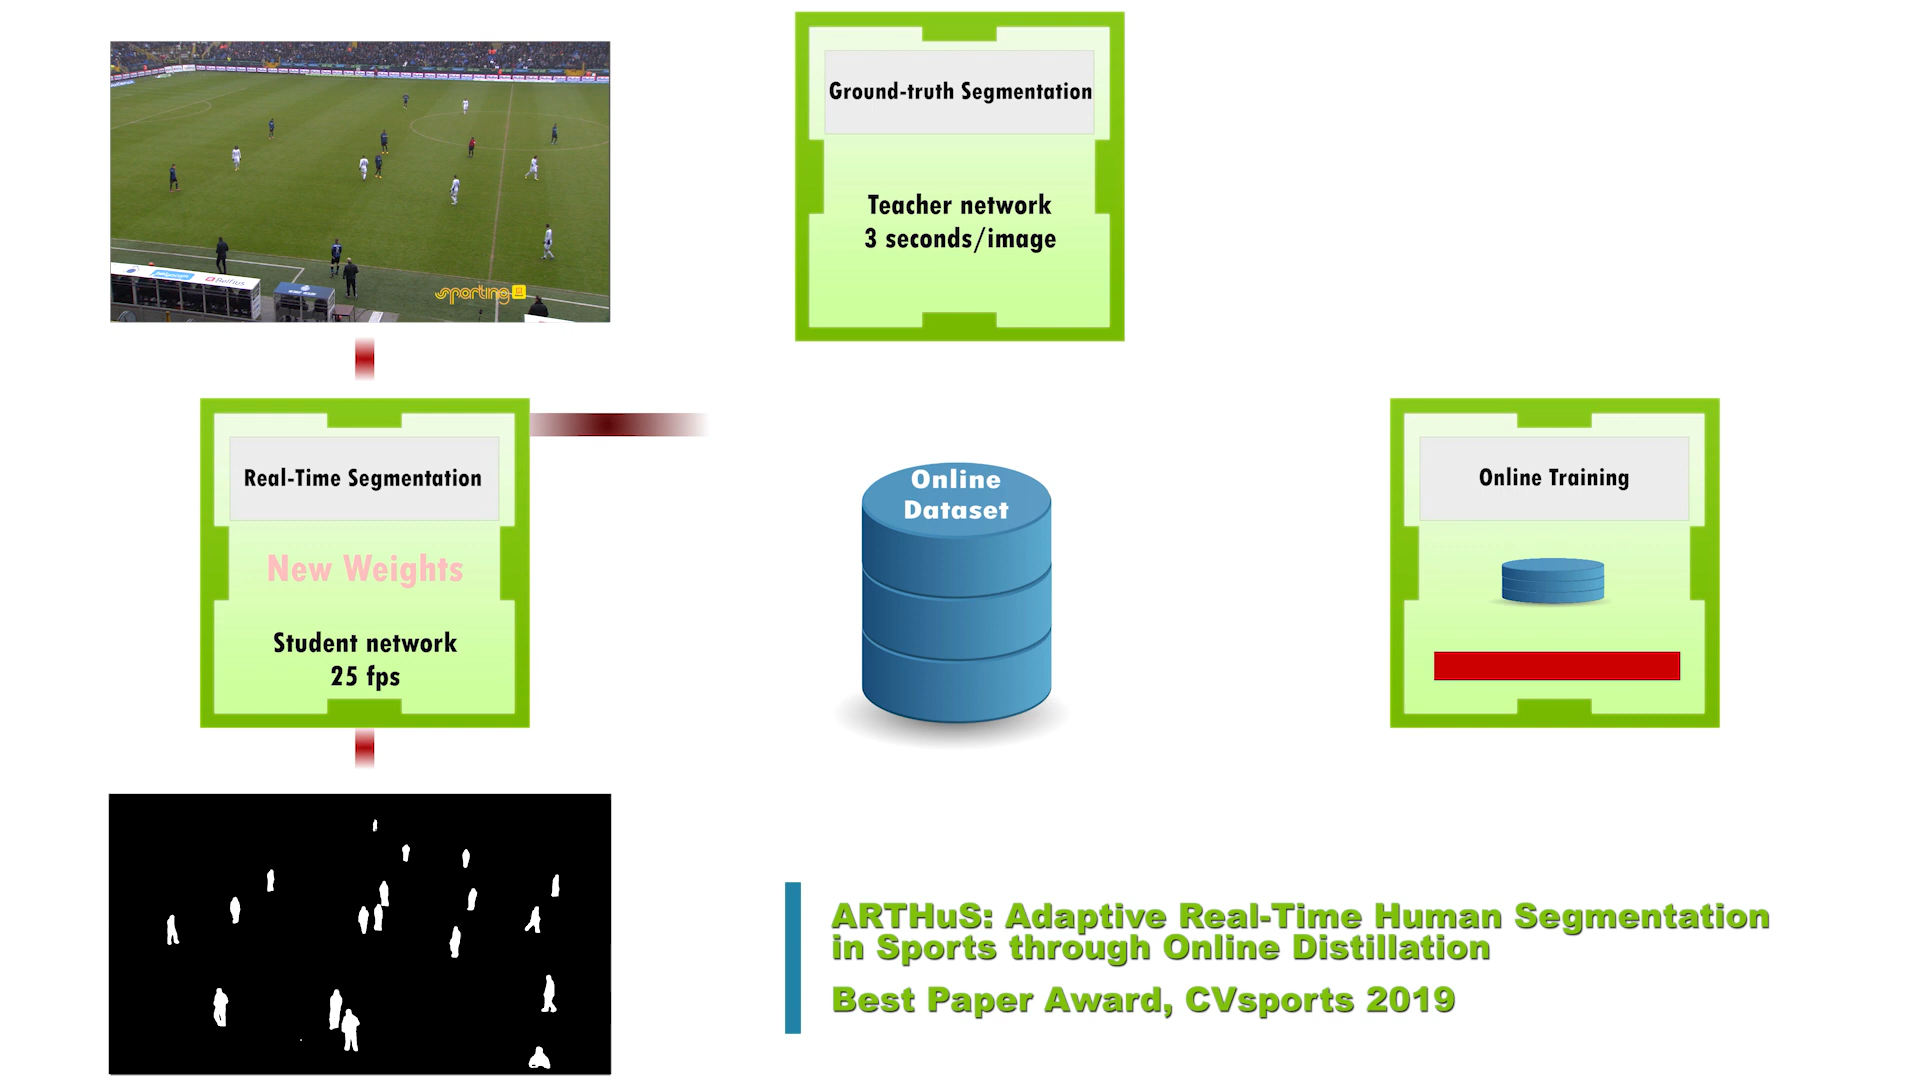 Ground-truth Segmentation
Teacher network
3 seconds/image
Belfius
sporting
Real-Time Segmentation
New Weights
Student network
25 fps
Online
Dataset
Online Training
ARTHuS: Adaptive Real-Time Human Segmentation
in Sports through Online Distillation
Best Paper Award, CVsports 2019